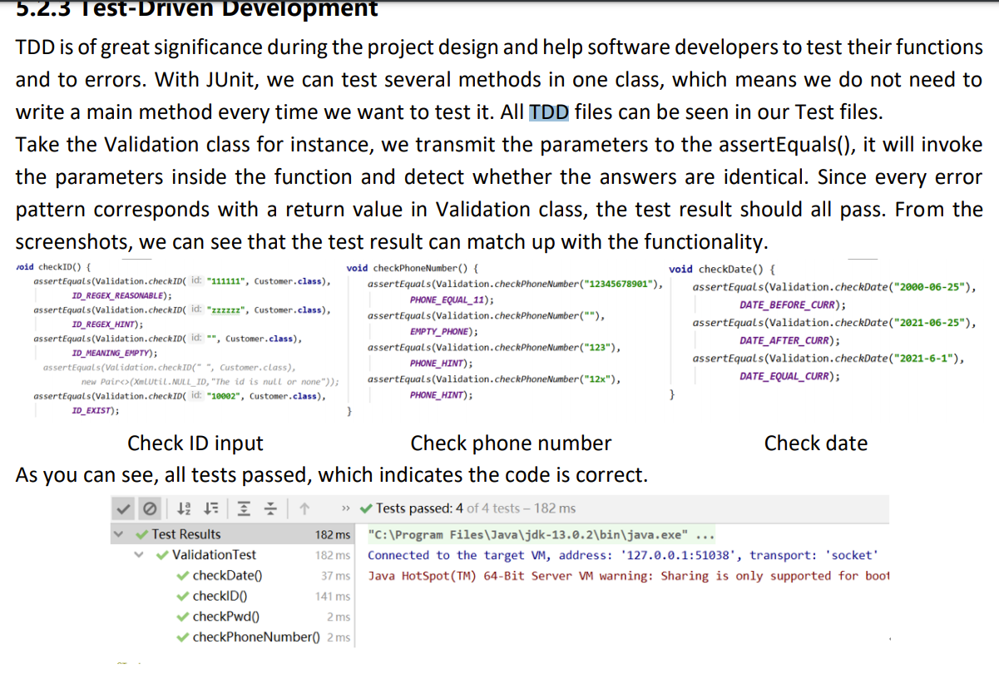 5.2.3 Test-Driven Development
TDD is of great significance during the project design and help software developers to test their functions
and to errors. With JUnit, we can test several methods in one class, which means we do not need to
write a main method every time we want to test it. All TDD files can be seen in our Test files.
Take the Validation class for instance, we transmit the parameters to the assertEquals(), it will invoke
the parameters inside the function and detect whether the answers are identical. Since every error
pattern corresponds with a return value in Validation class, the test result should all pass. From the
screenshots, we can see that the test result can match up with the functionality.
void checkID() {
assertEquals(Validation.checkID( id: "111111", Customer.class),
ID_REGEX_REASONABLE);
assertEquals(Validation.checkID( id: "zzzzzz", Customer.class),
ID_REGEX_HINT);
assertEquals(Validation.checkID( id: "", Customer.class),
ID_MEANING_EMPTY);
assertEquals(Validation.checkID(" ", Customer.class),
new Pair<>(XmlUtil.NULL_ID,"The id is null or none"));
assertEquals(Validation.checkID( id: "10002", Customer.class),
ID_EXIST);
void checkPhoneNumber() {
assertEquals(Validation.checkPhoneNumber("12345678901"),
PHONE_EQUAL_11);
assertEquals(Validation.checkPhoneNumber(""),
EMPTY_PHONE);
assertEquals(Validation.checkPhoneNumber("123"),
PHONE_HINT);
assertEquals(Validation.checkPhoneNumber("12x"),
PHONE_HINT);
}
void checkDate() {
assertEquals(Validation.checkDate("2000-06-25"),
DATE_BEFORE_CURR);
assertEquals(Validation.checkDate("2021-06-25"),
DATE_AFTER_CURR);
assertEquals(Validation.checkDate("2021-6-1"),
DATE_EQUAL_CURR);
}
Check ID input
Check phone number
Check date
As you can see, all tests passed, which indicates the code is correct.
» Tests passed: 4 of 4 tests – 182 ms
Test Results 182 ms
ValidationTest 182 ms
checkDate() 37 ms
checkID() 141 ms
checkPwd() 2 ms
checkPhoneNumber() 2 ms
"C:\Program Files\Java\jdk-13.0.2\bin\java.exe" ...
Connected to the target VM, address: '127.0.0.1:51038', transport: 'socket'
Java HotSpot(TM) 64-Bit Server VM warning: Sharing is only supported for boot